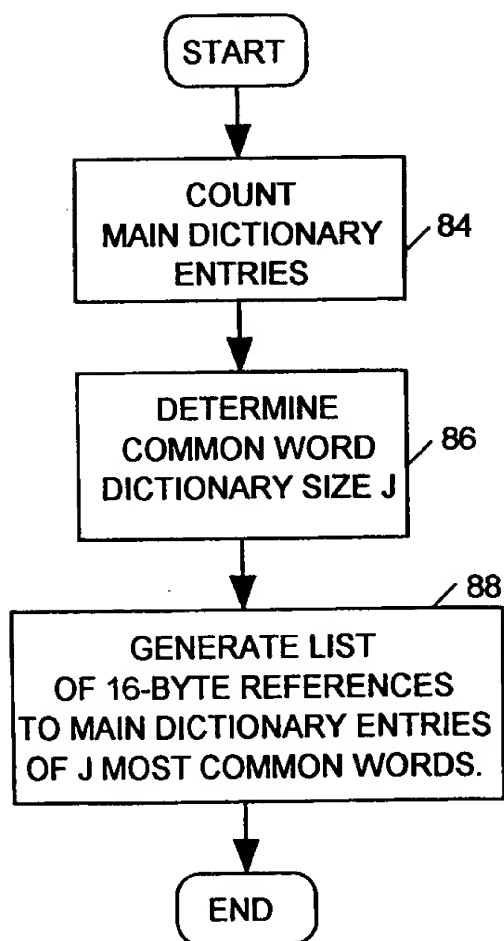 START
COUNT
MAIN DICTIONARY
ENTRIES
84
DETERMINE
COMMON WORD
DICTIONARY SIZE J
86
88
GENERATE LIST
OF 16-BYTE REFERENCES
TO MAIN DICTIONARY ENTRIES
OF J MOST COMMON WORDS.
END